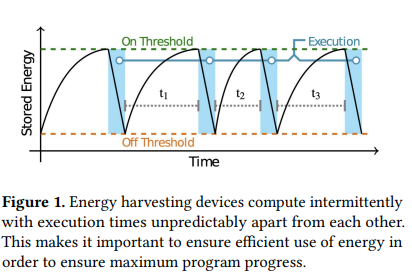 On Threshold
Execution
Stored Energy
t1
t2
t3
Off Threshold
Time
Figure 1. Energy harvesting devices compute intermittently
with execution times unpredictably apart from each other.
This makes it important to ensure efficient use of energy in
order to ensure maximum program progress.